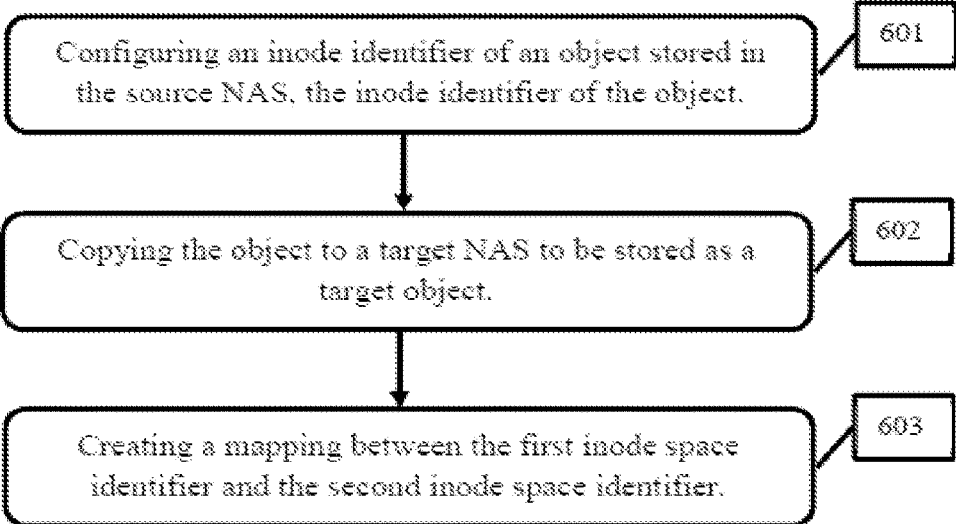 Configuring an inode identifier of an object stored in
the source NAS, the inode identifier of the object.
601
Copying the object to a target NAS to be stored as a
target object.
602
Creating a mapping between the first inode space
identifier and the second inode space identifier.
603